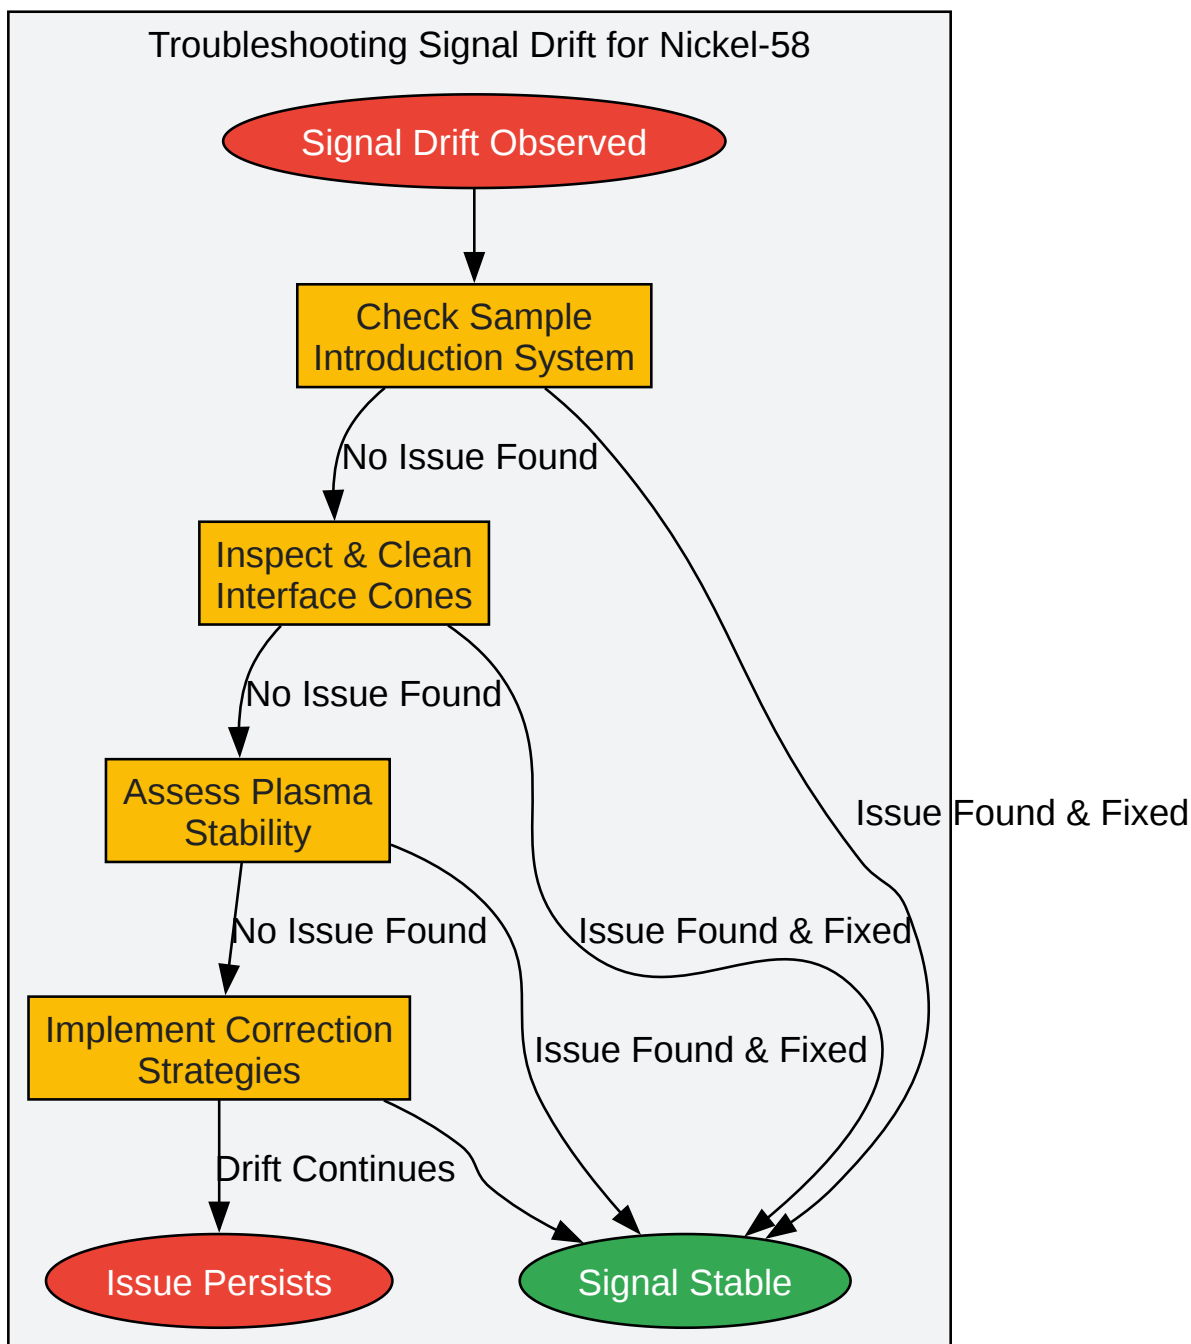 Troubleshooting Signal Drift for Nickel-58
Signal Drift Observed
Check Sample
Introduction System
No Issue Found
Inspect & Clean
Interface Cones
No Issue Found
Assess Plasma
Stability
Issue Found & Fixed
No Issue Found
Issue Found & Fixed
Implement Correction
Strategies
Issue Found & Fixed
Drift Continues
Issue Persists
Signal Stable